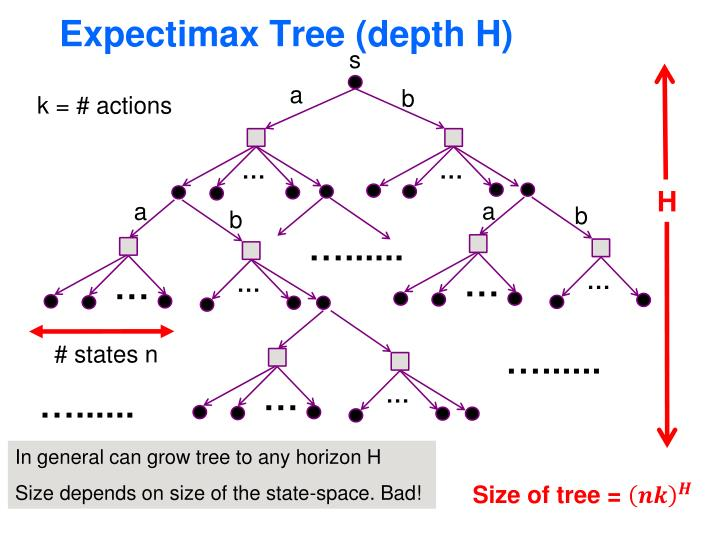 Expectimax Tree (depth H)
s
a
b
k = # actions
...
...
H
a
b
a
b
….......
...
...
...
...
# states n
….......
...
...
….......
In general can grow tree to any horizon H
Size depends on size of the state-space. Bad!
Size of tree = (nk)^H